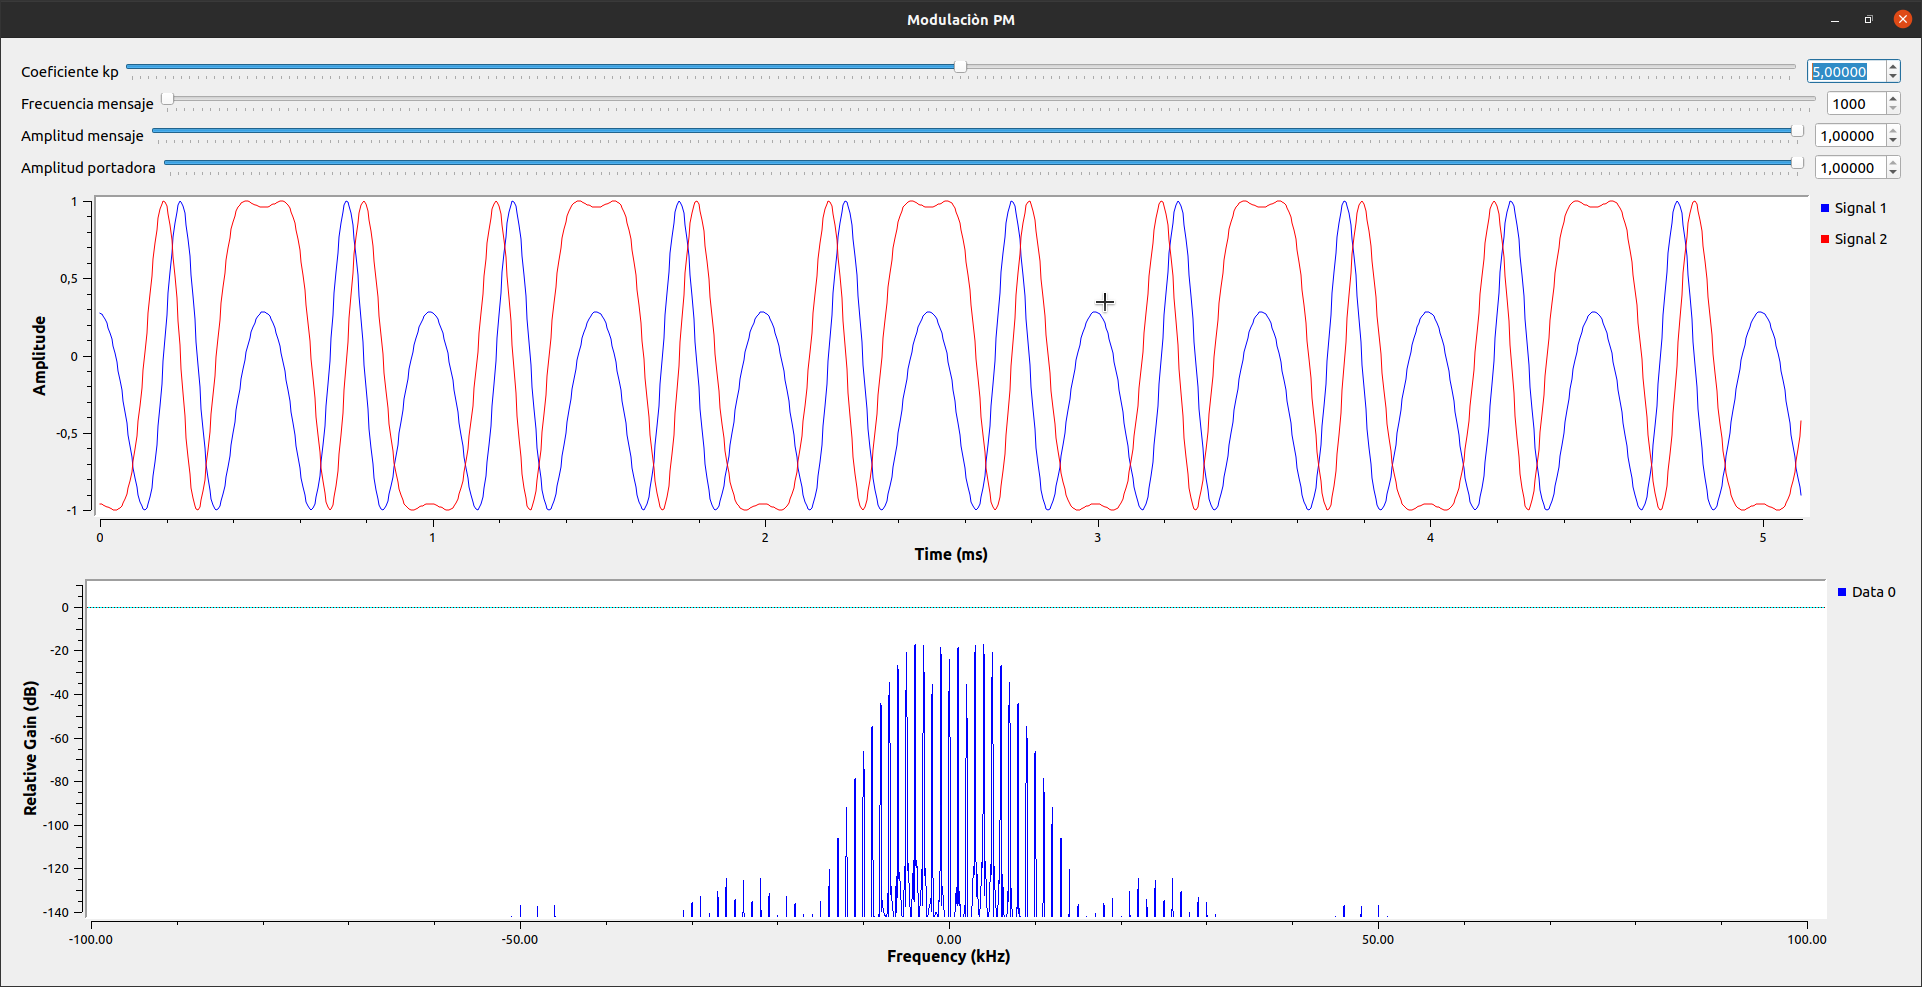 Modulaciòn PM
Coeficiente kp 5,00000
Frecuencia mensaje 1000
Amplitud mensaje 1,00000
Amplitud portadora 1,00000
Signal 1
Signal 2
Amplitude
1
0,5
0
-0,5
-1
0 1 2 3 4 5
Time (ms)
Data 0
Relative Gain (dB)
0
-20
-40
-60
-80
-100
-120
-140
-100.00 -50.00 0.00 50.00 100.00
Frequency (kHz)